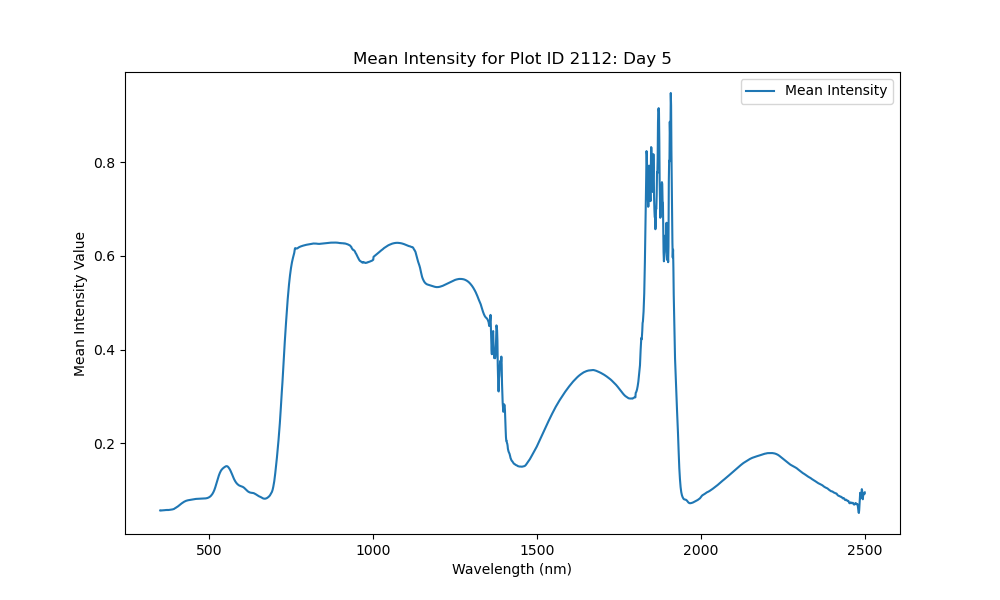 Mean Intensity for Plot ID 2112: Day 5
Mean Intensity
Mean Intensity Value
0.8
0.6
0.4
0.2
500 1000 1500 2000 2500
Wavelength (nm)